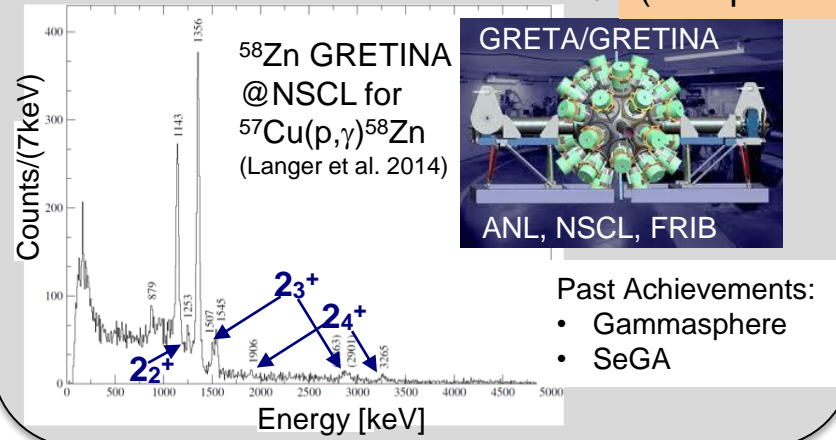 ⁵⁸Zn GRETINA
@NSCL for
⁵⁷Cu(p,γ)⁵⁸Zn
(Langer et al. 2014)
GRETA/GRETINA
ANL, NSCL, FRIB
Counts/(7keV)
400
300
200
100
0
879
1143
1253
1356
1507
1545
1906
(2901)
3265
2₂⁺
2₃⁺
2₄⁺
0
500
1000
1500
2000
2500
3000
3500
4000
4500
5000
Energy [keV]
Past Achievements:
• Gammasphere
• SeGA